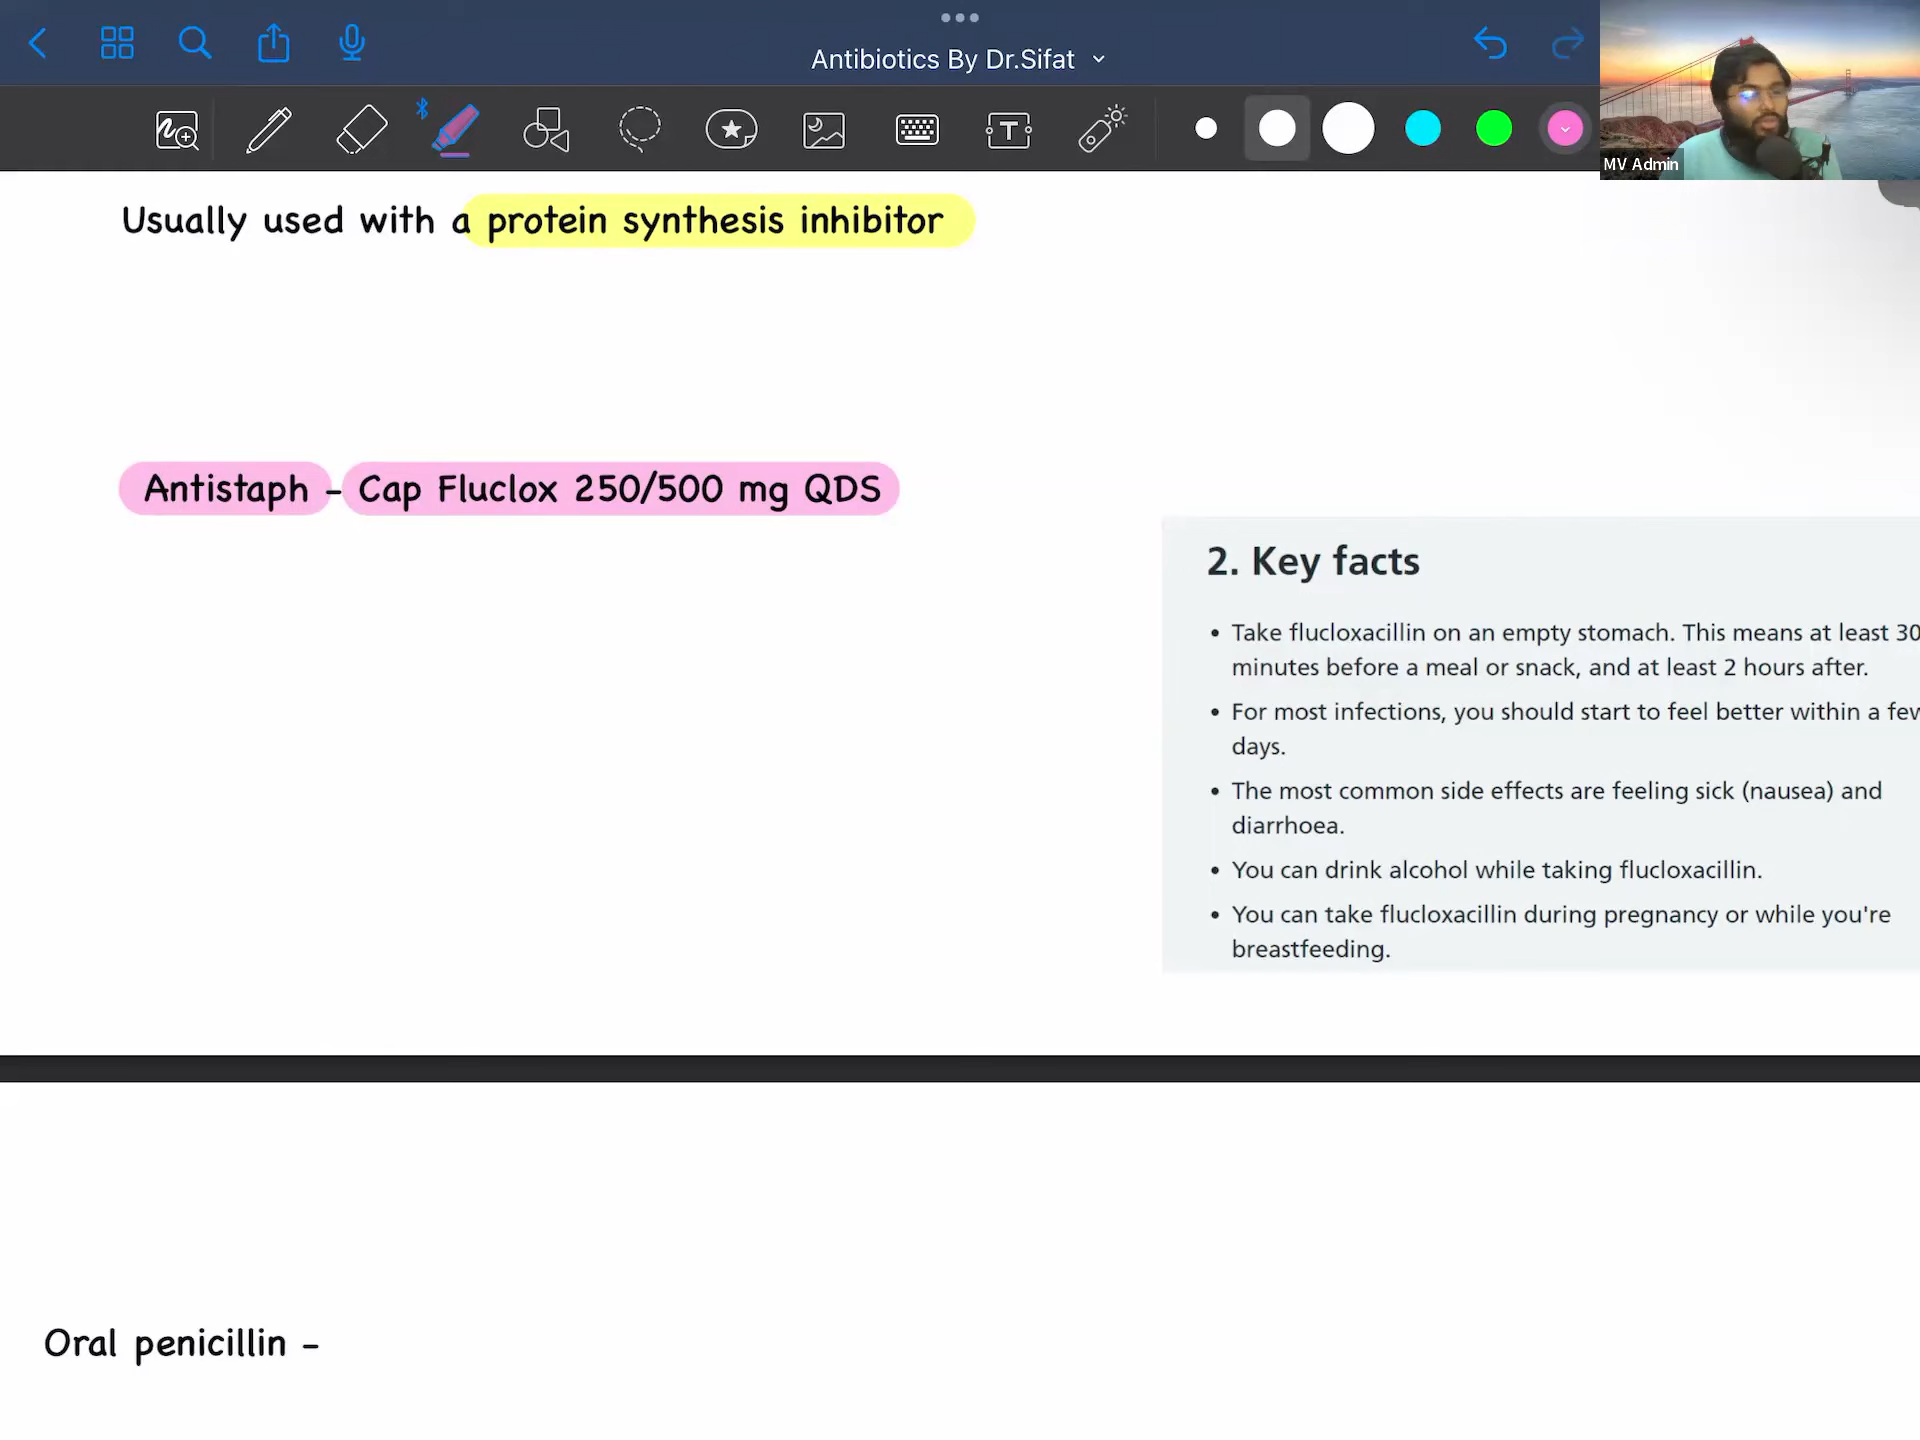 Antibiotics By Dr.Sifat
T
MV Admin
Usually used with a protein synthesis inhibitor
Antistaph - Cap Fluclox 250/500 mg QDS
2. Key facts
• Take flucloxacillin on an empty stomach. This means at least 30
minutes before a meal or snack, and at least 2 hours after.
• For most infections, you should start to feel better within a few
days.
• The most common side effects are feeling sick (nausea) and
diarrhoea.
• You can drink alcohol while taking flucloxacillin.
• You can take flucloxacillin during pregnancy or while you're
breastfeeding.
Oral penicillin -